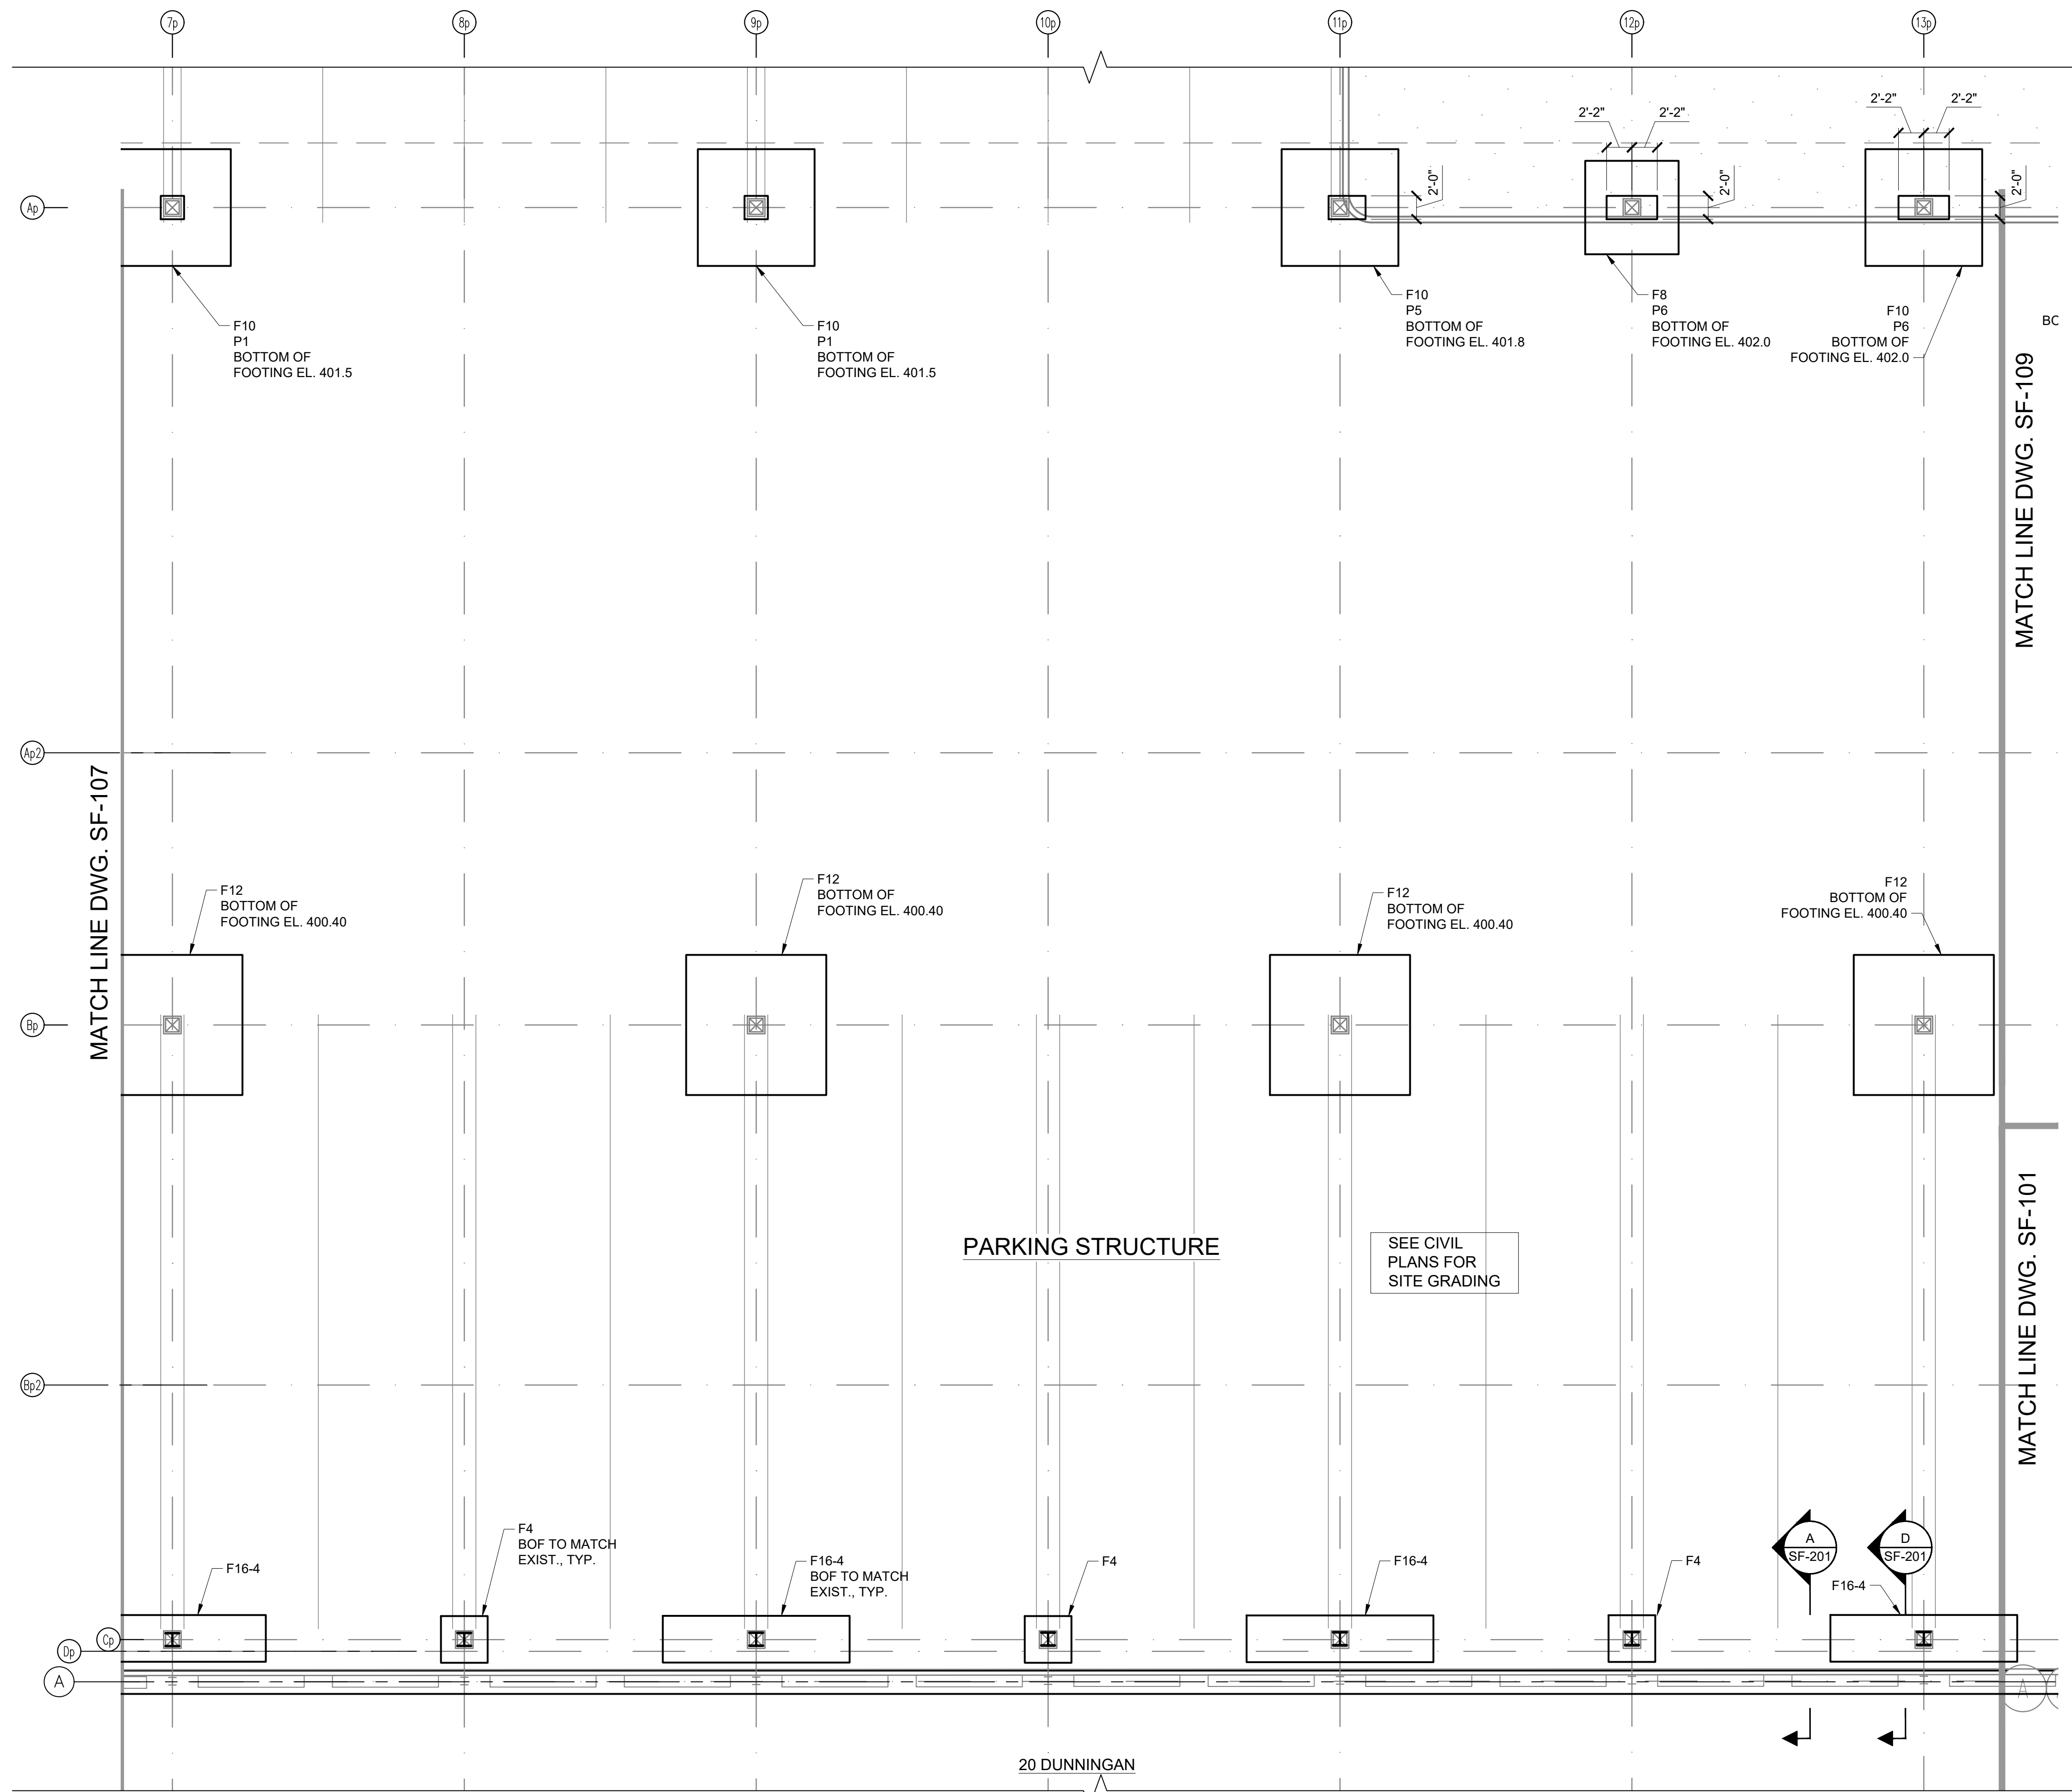 7p
8p
9p
10p
11p
12p
13p
2'-2"
2'-2"
2'-2"
2'-2"
2'-0"
2'-0"
2'-0"
Ap
F10
P1
BOTTOM OF
FOOTING EL. 401.5
F10
P1
BOTTOM OF
FOOTING EL. 401.5
F10
P5
BOTTOM OF
FOOTING EL. 401.8
F8
P6
BOTTOM OF
FOOTING EL. 402.0
F10
P6
BOTTOM OF
FOOTING EL. 402.0
MATCH LINE DWG. SF-109
Ap2
MATCH LINE DWG. SF-107
F12
BOTTOM OF
FOOTING EL. 400.40
F12
BOTTOM OF
FOOTING EL. 400.40
F12
BOTTOM OF
FOOTING EL. 400.40
F12
BOTTOM OF
FOOTING EL. 400.40
Bp
PARKING STRUCTURE
SEE CIVIL
PLANS FOR
SITE GRADING
MATCH LINE DWG. SF-101
Bp2
F16-4
F4
BOF TO MATCH
EXIST., TYP.
F16-4
BOF TO MATCH
EXIST., TYP.
F4
F16-4
F4
A
SF-201
D
SF-201
F16-4
Cp
Dp
A
A
20 DUNNINGAN